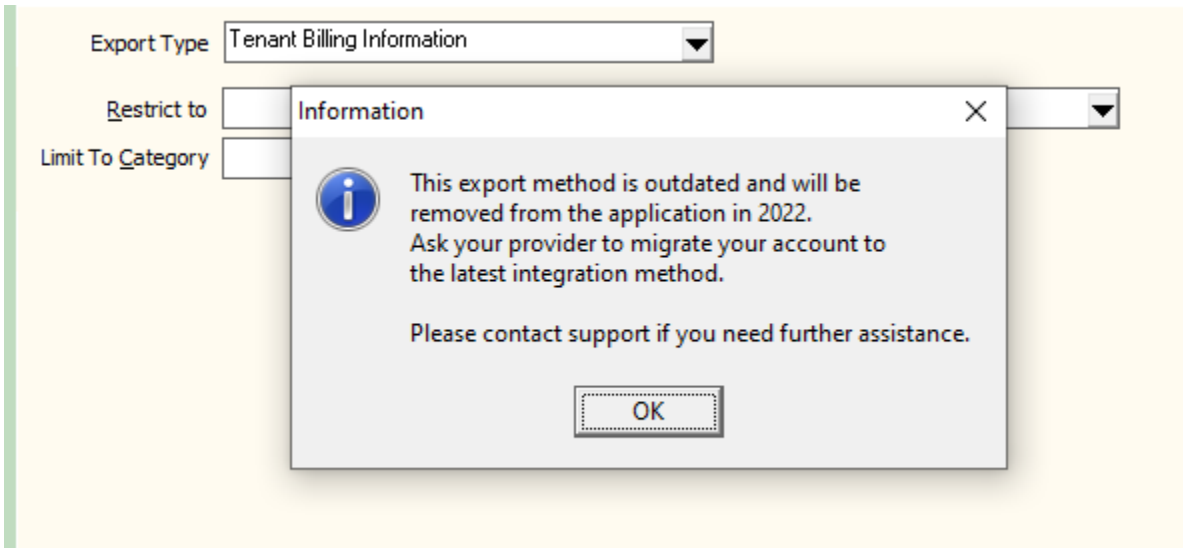 Export Type Tenant Billing Information
Restrict to
Information
Limit To Category
This export method is outdated and will be
removed from the application in 2022.
Ask your provider to migrate your account to
the latest integration method.
Please contact support if you need further assistance.
OK